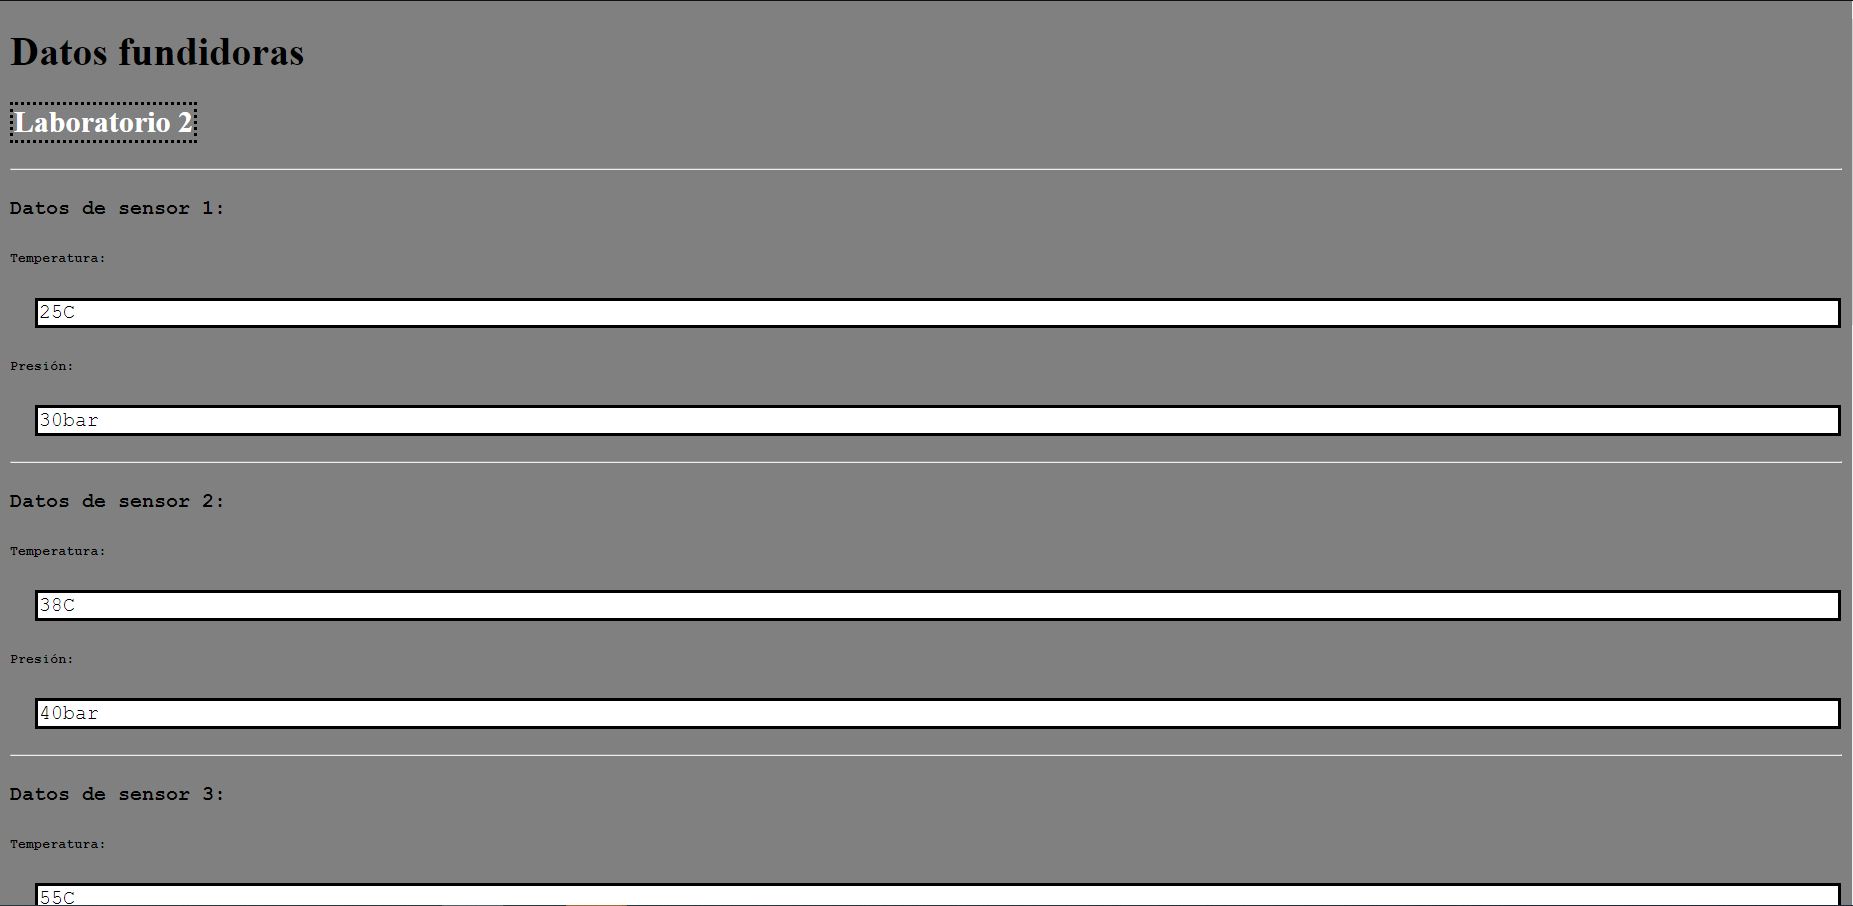 Datos fundidoras
Laboratorio 2
Datos de sensor 1:
Temperatura:
25C
Presión:
30bar
Datos de sensor 2:
Temperatura:
38C
Presión:
40bar
Datos de sensor 3:
Temperatura:
55C